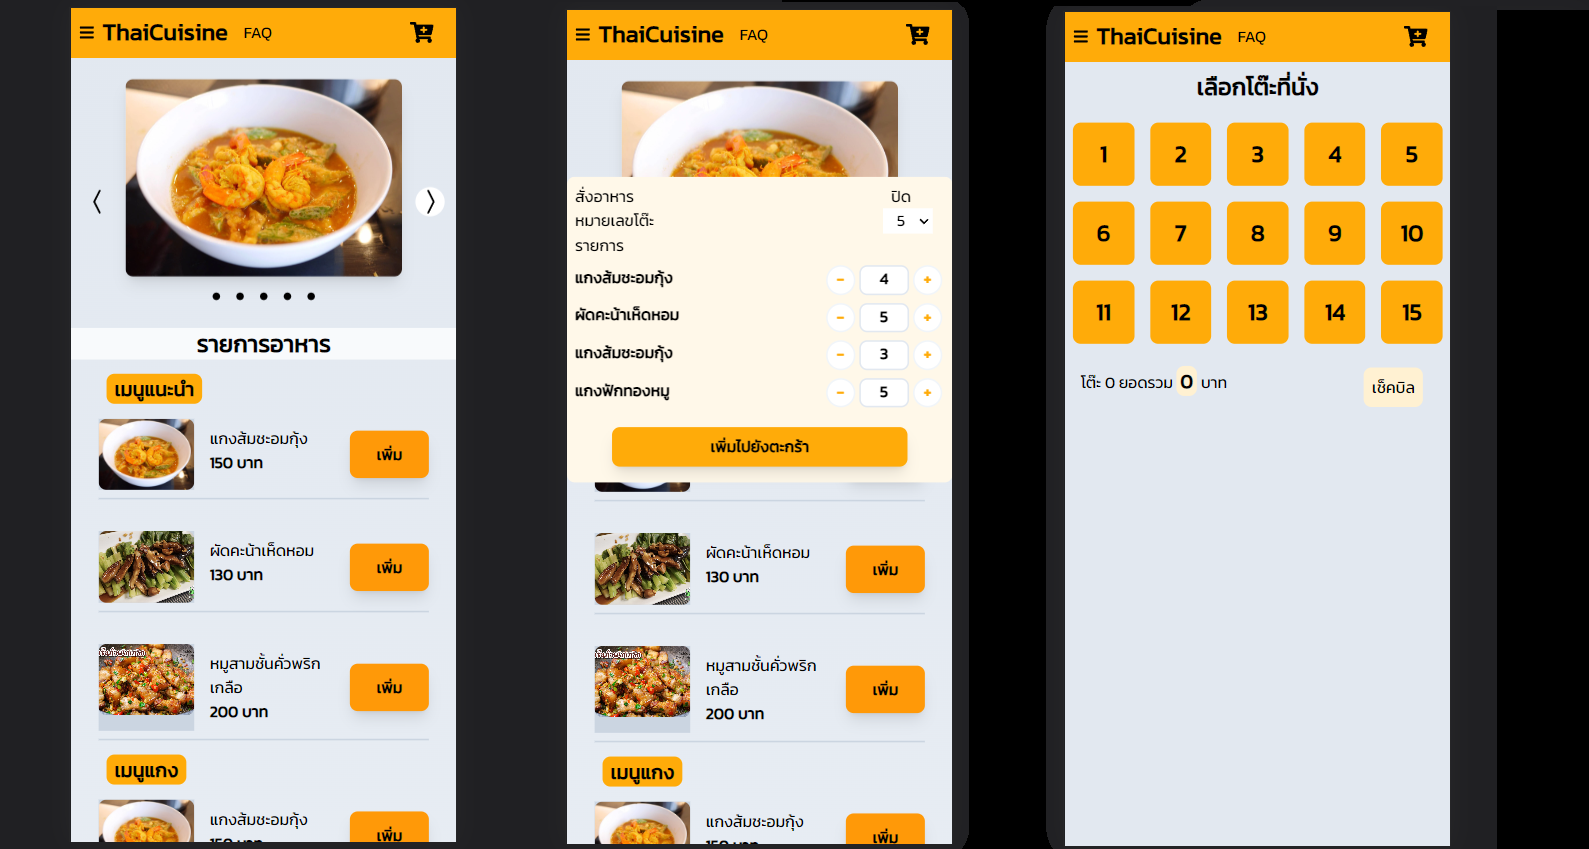 ThaiCuisine FAQ
รายการอาหาร
เมนูแนะนำ
แกงส้มชะอมกุ้ง
150 บาท
เพิ่ม
ผัดคะน้าเห็ดหอม
130 บาท
เพิ่ม
หมูสามชั้นคั่วพริก
เกลือ
200 บาท
เพิ่ม
เมนูแกง
แกงส้มชะอมกุ้ง
150 บาท
เพิ่ม
ThaiCuisine FAQ
สั่งอาหาร ปิด
หมายเลขโต๊ะ 5
รายการ
แกงส้มชะอมกุ้ง - 4 +
ผัดคะน้าเห็ดหอม - 5 +
แกงส้มชะอมกุ้ง - 3 +
แกงฟักทองหมู - 5 +
เพิ่มไปยังตะกร้า
ผัดคะน้าเห็ดหอม
130 บาท
เพิ่ม
หมูสามชั้นคั่วพริก
เกลือ
200 บาท
เพิ่ม
เมนูแกง
แกงส้มชะอมกุ้ง
150 บาท
เพิ่ม
ThaiCuisine FAQ
เลือกโต๊ะที่นั่ง
1 2 3 4 5
6 7 8 9 10
11 12 13 14 15
โต๊ะ 0 ยอดรวม 0 บาท เช็คบิล